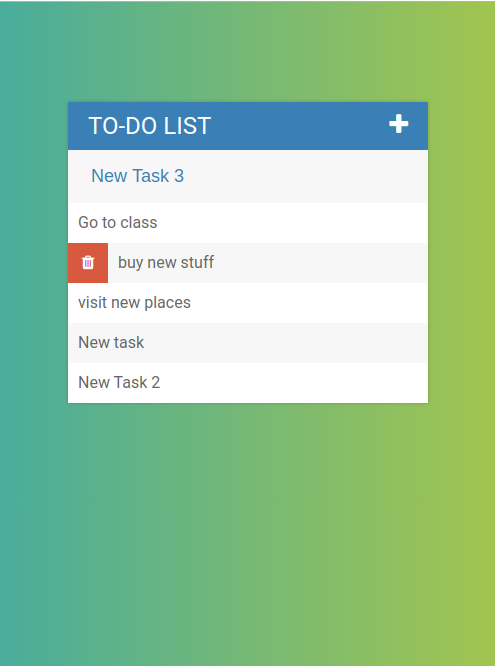 TO-DO LIST
New Task 3
Go to class
buy new stuff
visit new places
New task
New Task 2